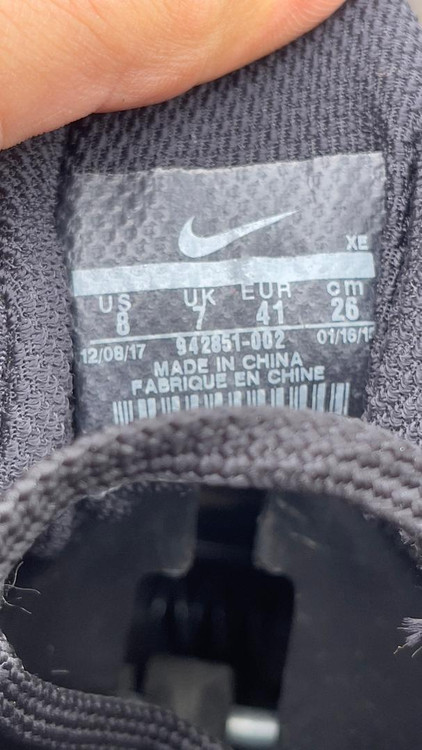 XE
US UK EUR cm
8 7 41 26
12/09/17 942851-002 01/16/1
MADE IN CHINA
FABRIQUE EN CHINE